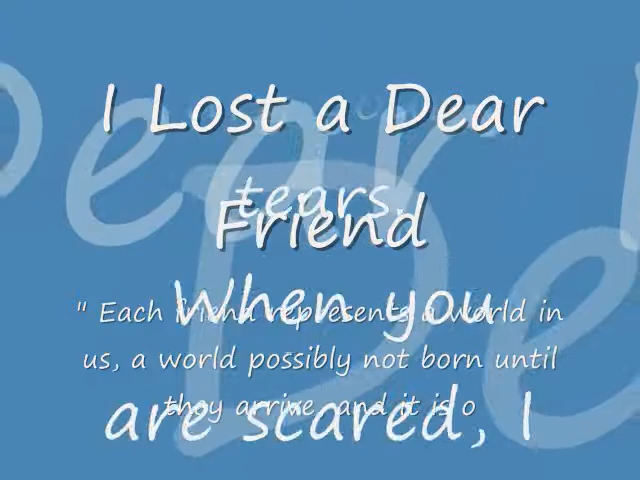 I Lost a Dear
tears.
Friend
When you
" Each friend represents a world in
us, a world possibly not born until
they arrive, and it is o
are scared, I